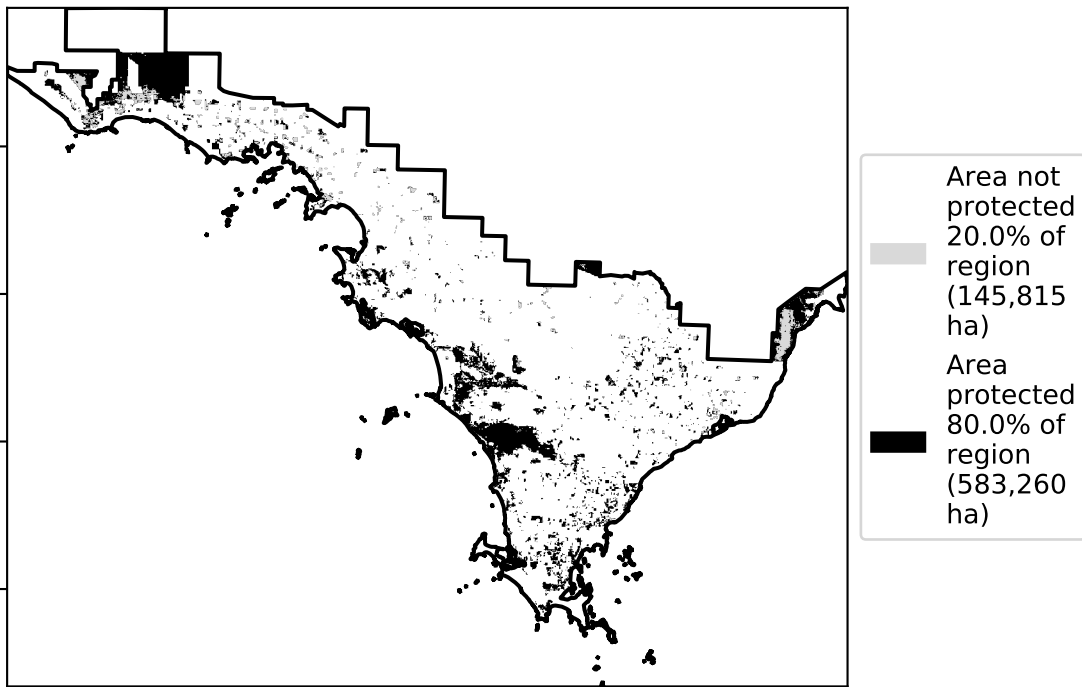 Area not
protected
20.0% of
region
(145,815
ha)
Area
protected
80.0% of
region
(583,260
ha)